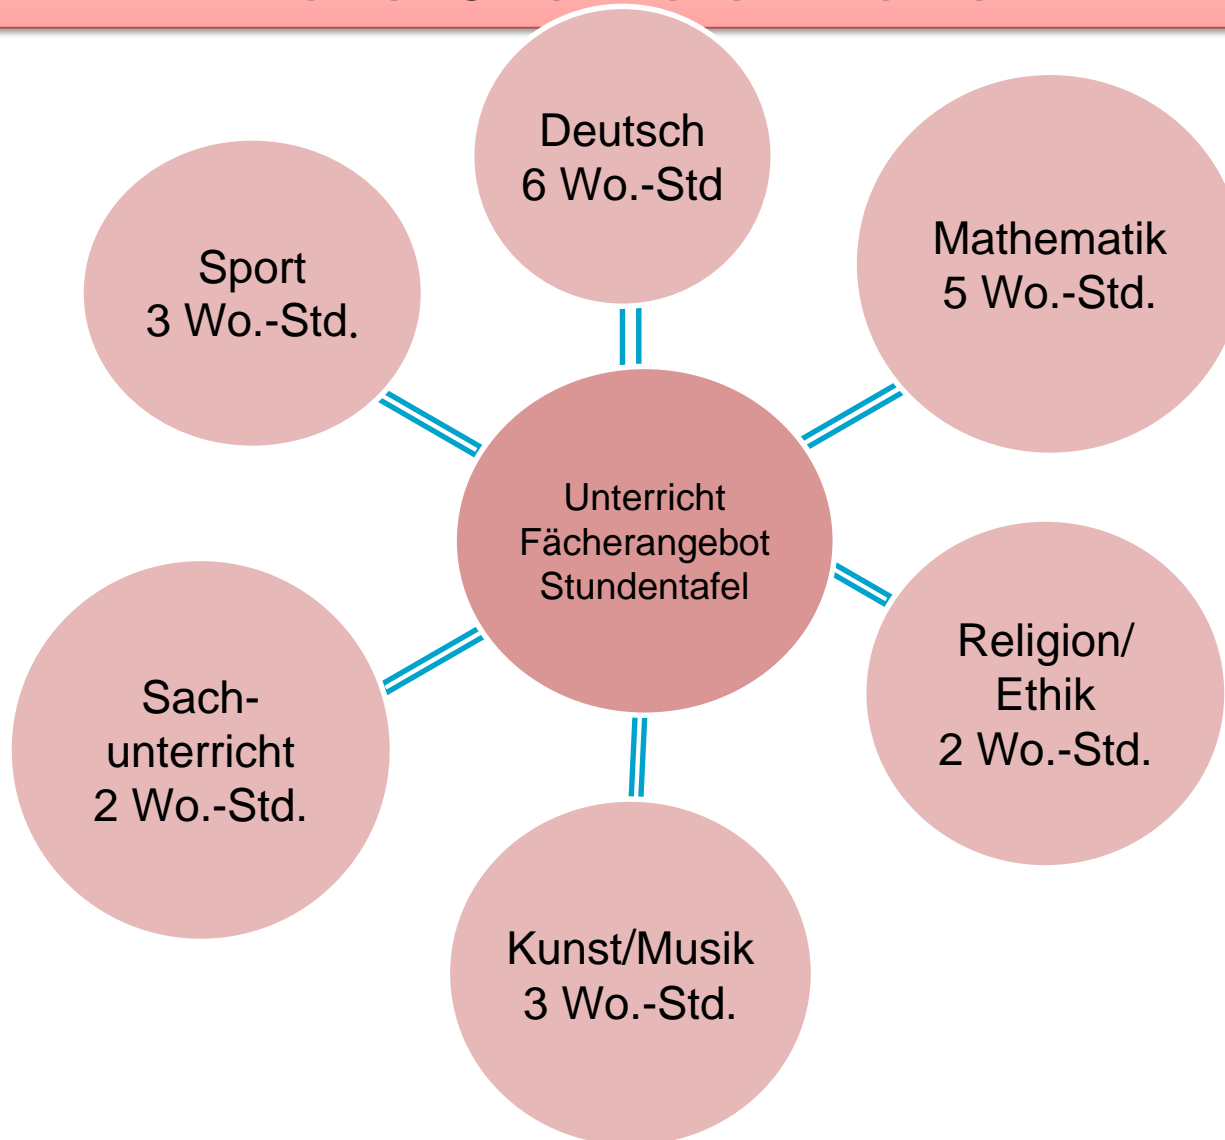 Deutsch
6 Wo.-Std
Mathematik
5 Wo.-Std.
Sport
3 Wo.-Std.
Unterricht
Fächerangebot
Stundentafel
Religion/
Ethik
2 Wo.-Std.
Sach-
unterricht
2 Wo.-Std.
Kunst/Musik
3 Wo.-Std.